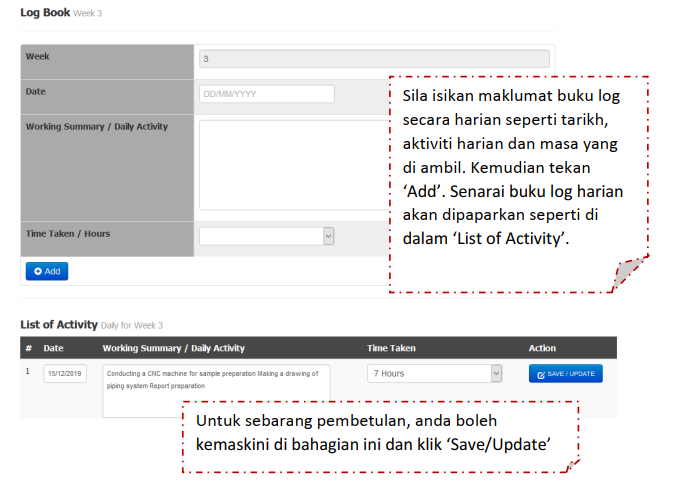 Log Book Week 3
Week
3
Date
DD/MM/YYYY
Working Summary / Daily Activity
Time Taken / Hours
Add
Sila isikan maklumat buku log
secara harian seperti tarikh,
aktiviti harian dan masa yang
di ambil. Kemudian tekan
‘Add’. Senarai buku log harian
akan dipaparkan seperti di
dalam ‘List of Activity’.
List of Activity Daily for Week 3
# Date Working Summary / Daily Activity Time Taken Action
1 15/12/2019 Conducting a CNC machine for sample preparation Making a drawing of 7 Hours SAVE / UPDATE
piping system Report preparation
Untuk sebarang pembetulan, anda boleh
kemaskini di bahagian ini dan klik ‘Save/Update’